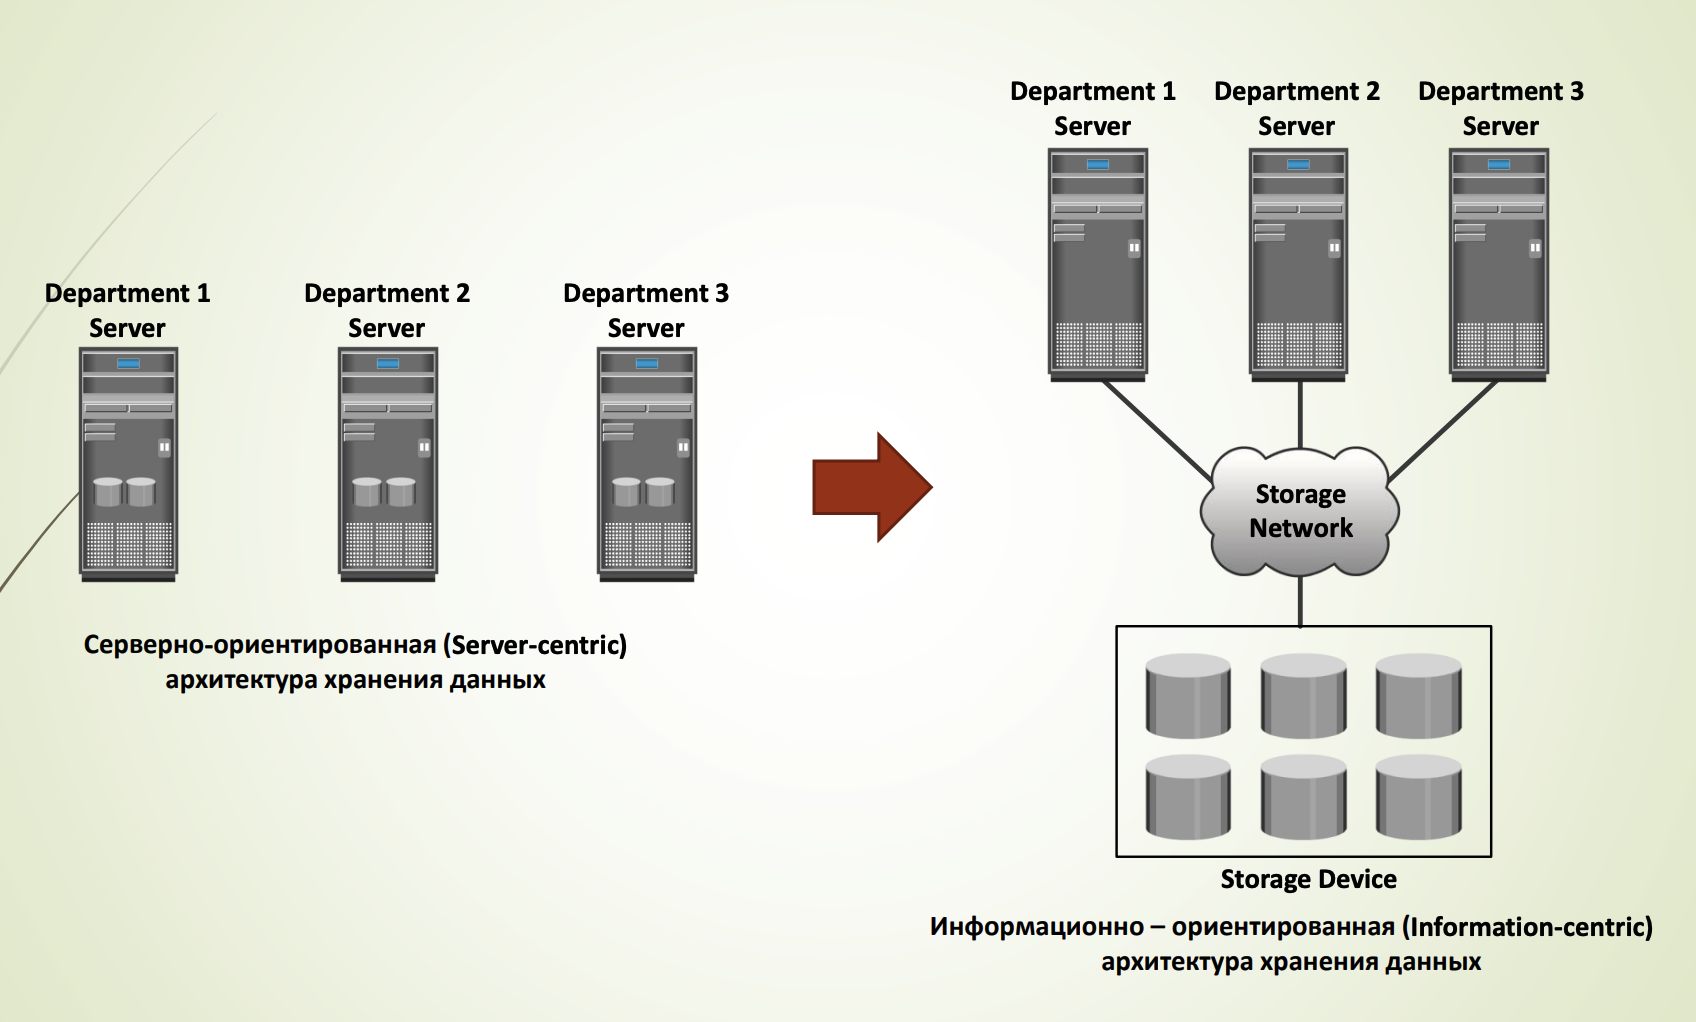 Department 1
Server
Department 2
Server
Department 3
Server
Серверно-ориентированная (Server-centric)
архитектура хранения данных
Department 1
Server
Department 2
Server
Department 3
Server
Storage
Network
Storage Device
Информационно – ориентированная (Information-centric)
архитектура хранения данных